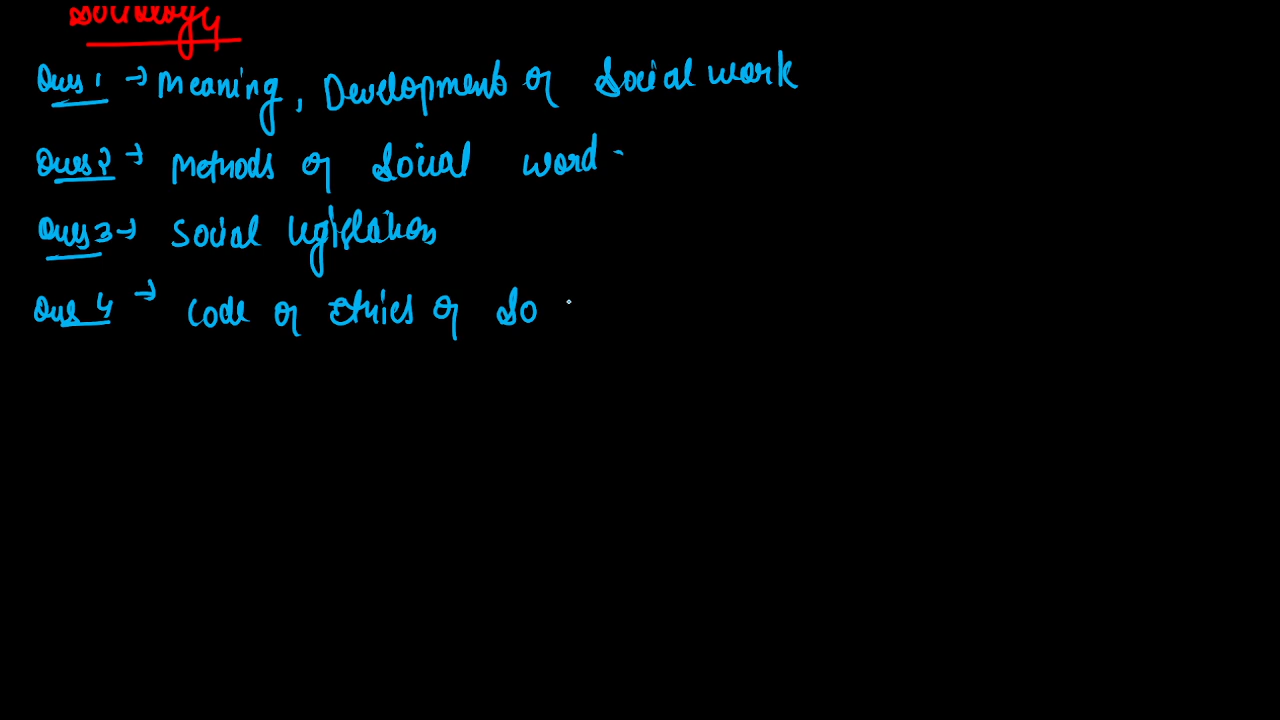 Sociology
Ques 1 → Meaning, Development of Social work
Ques 2 → Methods of Social word -
Ques 3 → Social legislation
Ques 4 → Code of Ethics of So